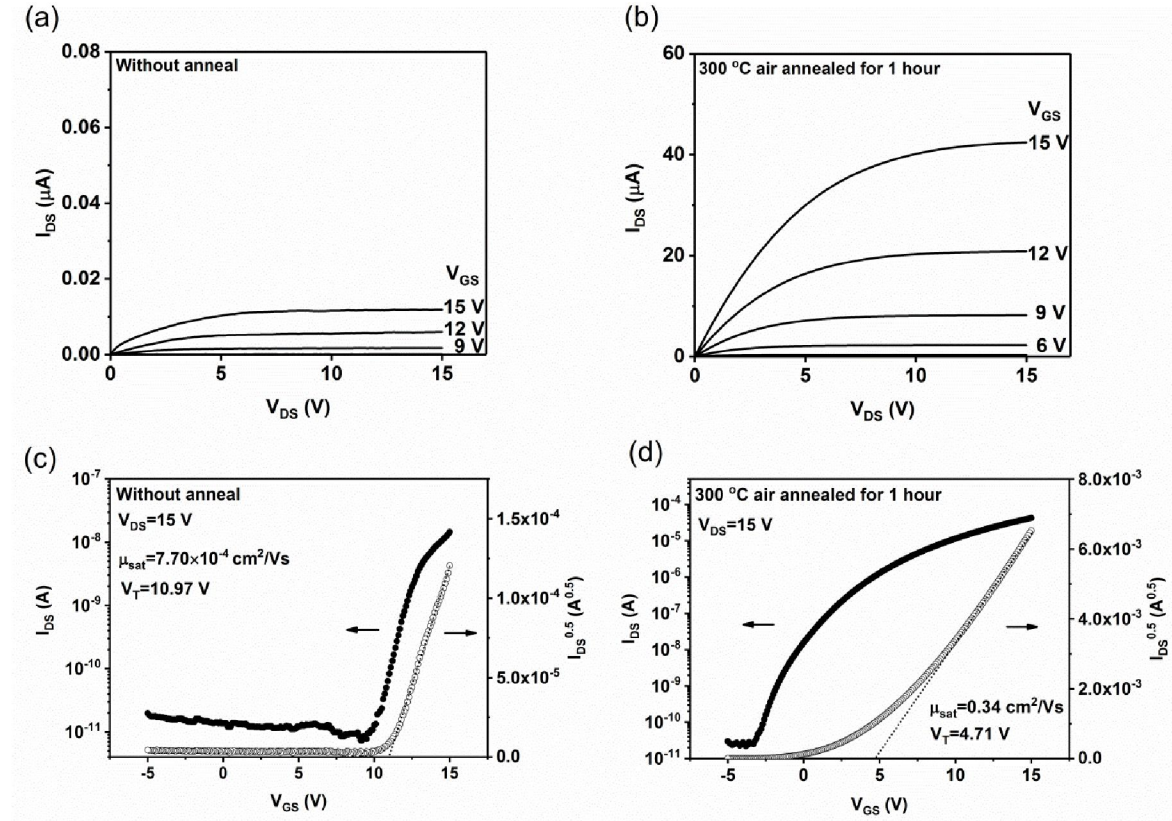 (a)
Without anneal
0.08
0.06
0.04
0.02
0.00
I_DS (μA)
V_GS
15 V
12 V
9 V
0 5 10 15
V_DS (V)
(b)
300 °C air annealed for 1 hour
60
40
20
0
I_DS (μA)
V_GS
15 V
12 V
9 V
6 V
0 5 10 15
V_DS (V)
(c)
Without anneal
V_DS=15 V
μ_sat=7.70×10⁻⁴ cm²/Vs
V_T=10.97 V
10⁻⁷
10⁻⁸
10⁻⁹
10⁻¹⁰
10⁻¹¹
I_DS (A)
1.5x10⁻⁴
1.0x10⁻⁴
5.0x10⁻⁵
0.0
I_DS^0.5 (A^0.5)
-5 0 5 10 15
V_GS (V)
(d)
300 °C air annealed for 1 hour
V_DS=15 V
10⁻⁴
10⁻⁵
10⁻⁶
10⁻⁷
10⁻⁸
10⁻⁹
10⁻¹⁰
10⁻¹¹
I_DS (A)
8.0x10⁻³
6.0x10⁻³
4.0x10⁻³
2.0x10⁻³
0.0
I_DS^0.5 (A^0.5)
μ_sat=0.34 cm²/Vs
V_T=4.71 V
-5 0 5 10 15
V_GS (V)